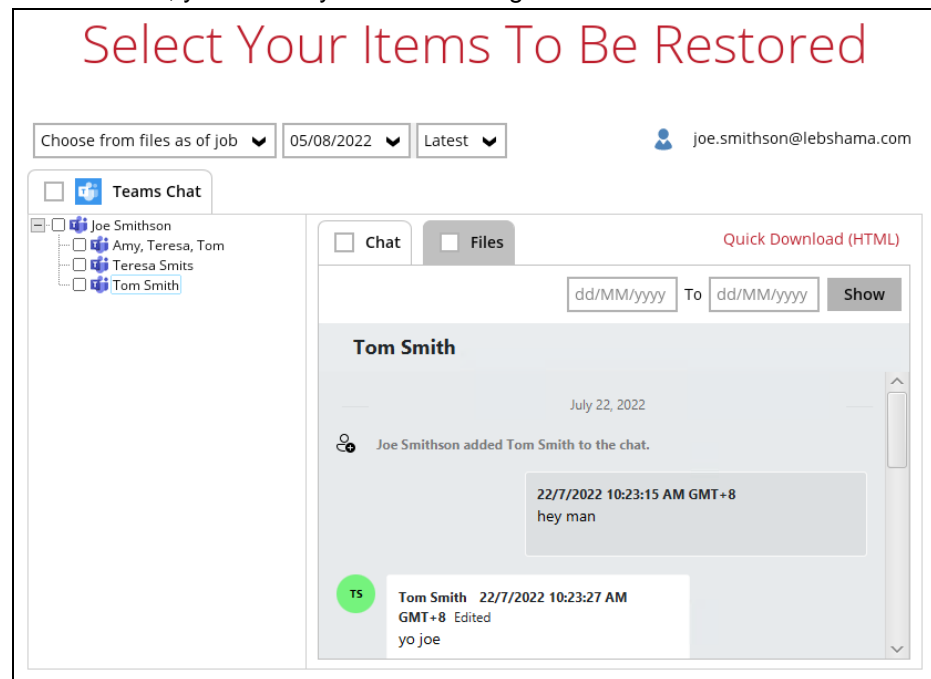 Select Your Items To Be Restored
Choose from files as of job 05/08/2022 Latest joe.smithson@lebshama.com
Teams Chat
Joe Smithson
Amy, Teresa, Tom
Teresa Smits
Tom Smith
Chat Files Quick Download (HTML)
dd/MM/yyyy To dd/MM/yyyy Show
Tom Smith
July 22, 2022
Joe Smithson added Tom Smith to the chat.
22/7/2022 10:23:15 AM GMT+8
hey man
TS
Tom Smith 22/7/2022 10:23:27 AM
GMT+8 Edited
yo joe